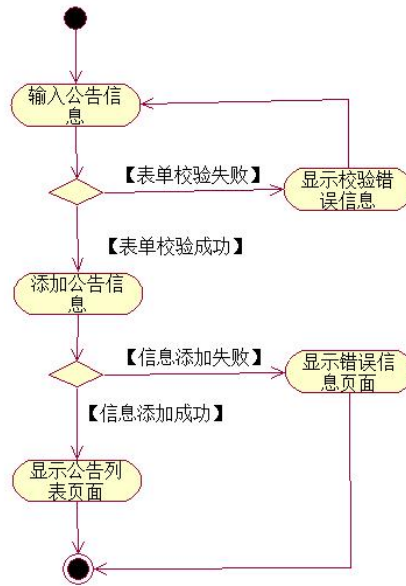 输入公告信
息
【表单校验失败】
显示校验错
误信息
【表单校验成功】
添加公告信
息
【信息添加失败】
显示错误信
息页面
【信息添加成功】
显示公告列
表页面